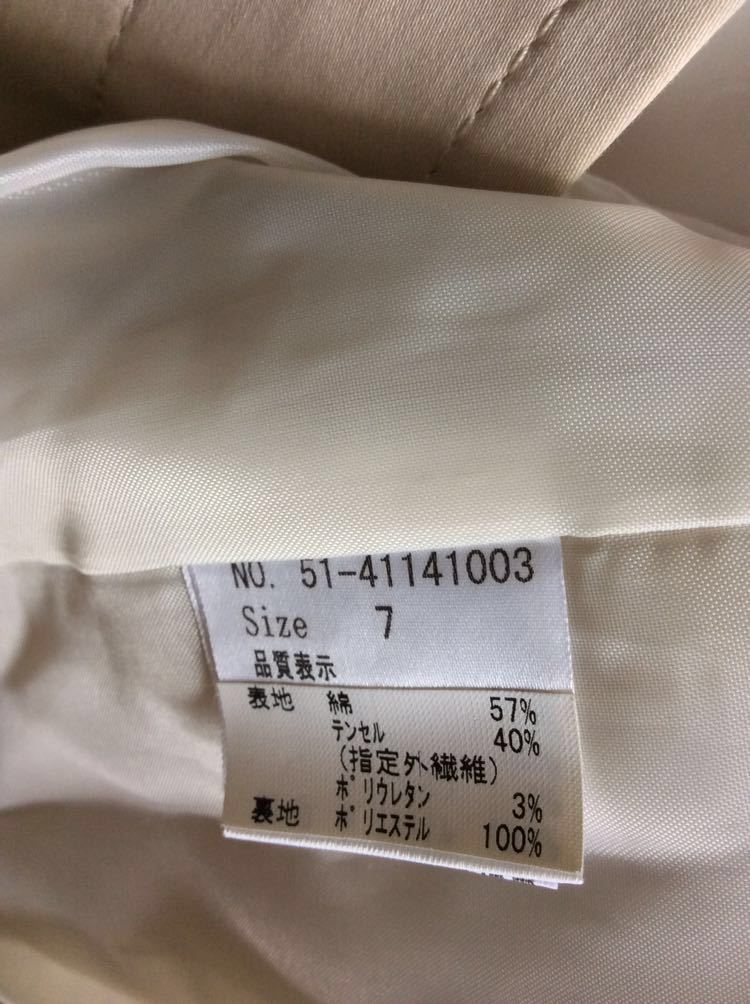 NO. 51-41141003
Size 7
品質表示
表地 綿 57%
テンセル 40%
(指定外繊維)
ポリウレタン 3%
裏地 ポリエステル 100%